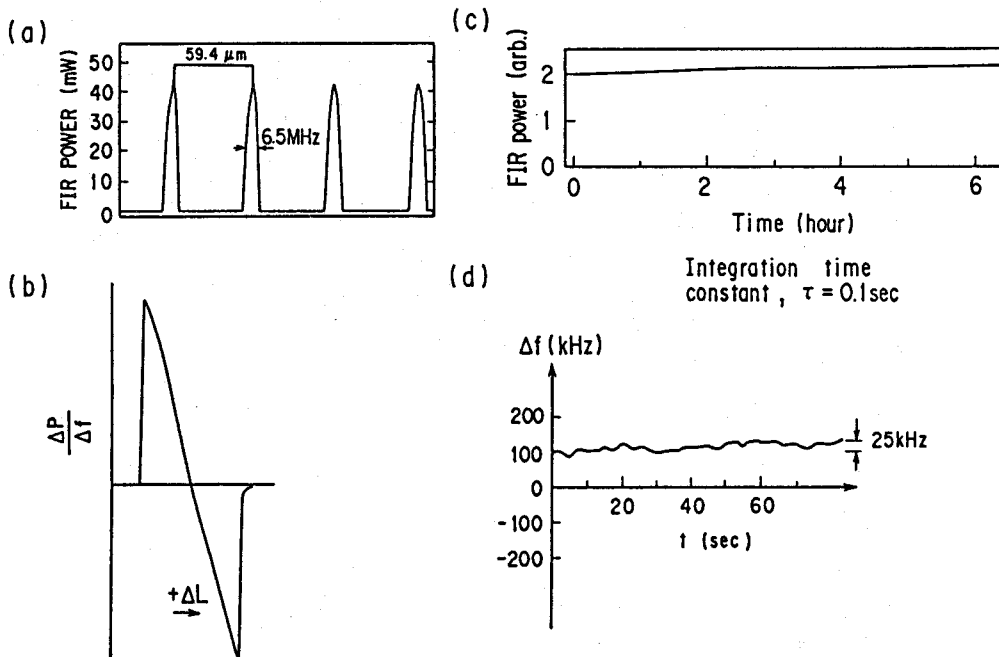 (a)
59.4 μm
FIR POWER (mW)
50
40
30
20
10
0
6.5MHz
(c)
FIR power (arb.)
2
1
0
0 2 4 6
Time (hour)
(b)
ΔP
Δf
+ΔL
(d)
Integration time
constant, τ = 0.1sec
Δf (kHz)
200
100
0
-100
-200
20 40 60
t (sec)
25kHz